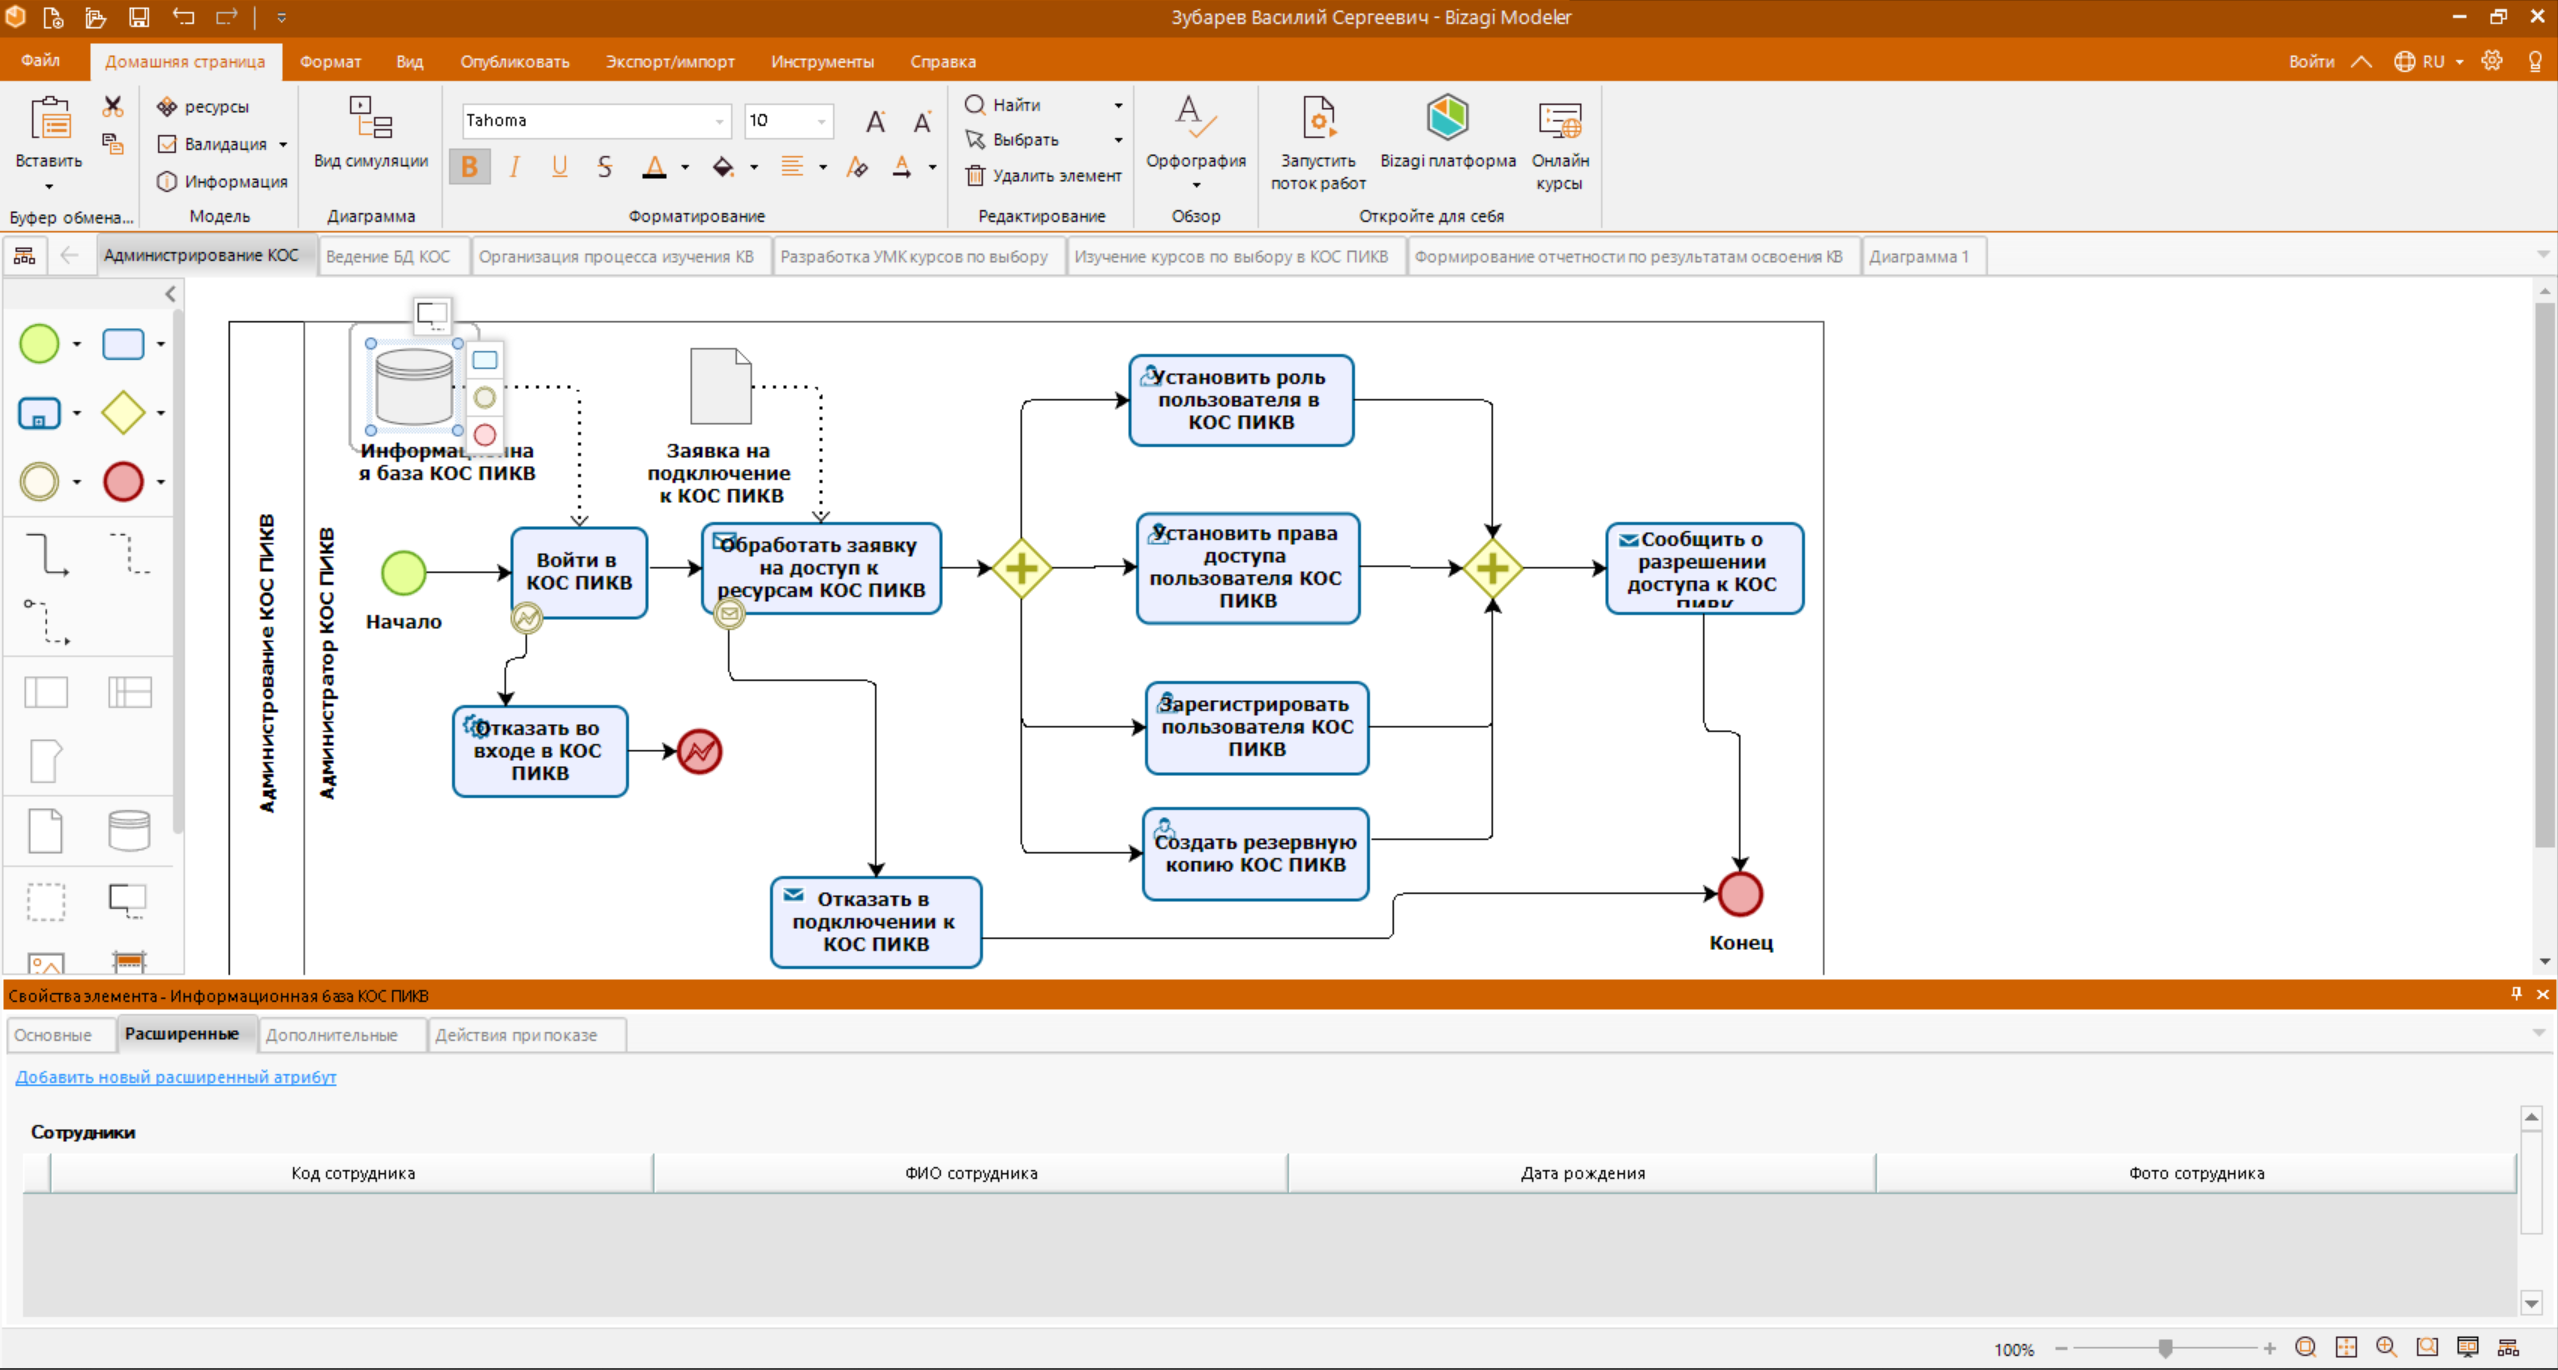 Зубарев Василий Сергеевич - Bizagi Modeler
Файл
Домашняя страница
Формат
Вид
Опубликовать
Экспорт/импорт
Инструменты
Справка
Войти
RU
Вставить
ресурсы
Валидация
Информация
Вид симуляции
Tahoma
10
B I U S A
Найти
Выбрать
Удалить элемент
Орфография
Запустить
поток работ
Bizagi платформа
Онлайн
курсы
Буфер обмена...
Модель
Диаграмма
Форматирование
Редактирование
Обзор
Откройте для себя
Администрирование КОС
Ведение БД КОС
Организация процесса изучения КВ
Разработка УМК курсов по выбору
Изучение курсов по выбору в КОС ПИКВ
Формирование отчетности по результатам освоения КВ
Диаграмма 1
Администрование КОС ПИКВ
Администратор КОС ПИКВ
я база КОС ПИКВ
Заявка на
подключение
к КОС ПИКВ
Начало
Войти в
КОС ПИКВ
Обработать заявку
на доступ к
ресурсам КОС ПИКВ
Отказать во
входе в КОС
ПИКВ
Отказать в
подключении к
КОС ПИКВ
Установить роль
пользователя в
КОС ПИКВ
Установить права
доступа
пользователя КОС
ПИКВ
Зарегистрировать
пользователя КОС
ПИКВ
Создать резервную
копию КОС ПИКВ
Сообщить о
разрешении
доступа к КОС
ПИКВ
Конец
Свойства элемента - Информационная база КОС ПИКВ
Основные
Расширенные
Дополнительные
Действия при показе
Добавить новый расширенный атрибут
Сотрудники
Код сотрудника
ФИО сотрудника
Дата рождения
Фото сотрудника
100%